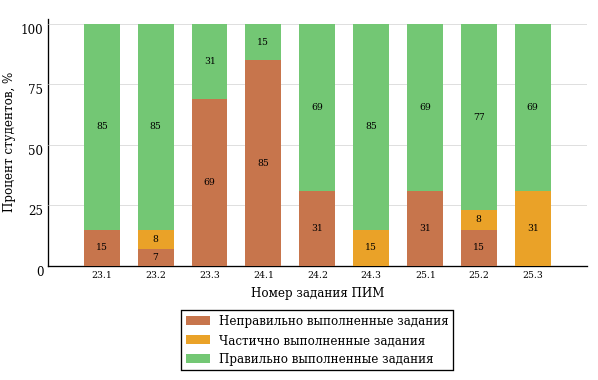 Процент студентов, %
100
75
50
25
0
85 85 31 15 69 85 69 77 69
15 8 69 85 31 15 31 8 31
7 15
23.1 23.2 23.3 24.1 24.2 24.3 25.1 25.2 25.3
Номер задания ПИМ
Неправильно выполненные задания
Частично выполненные задания
Правильно выполненные задания